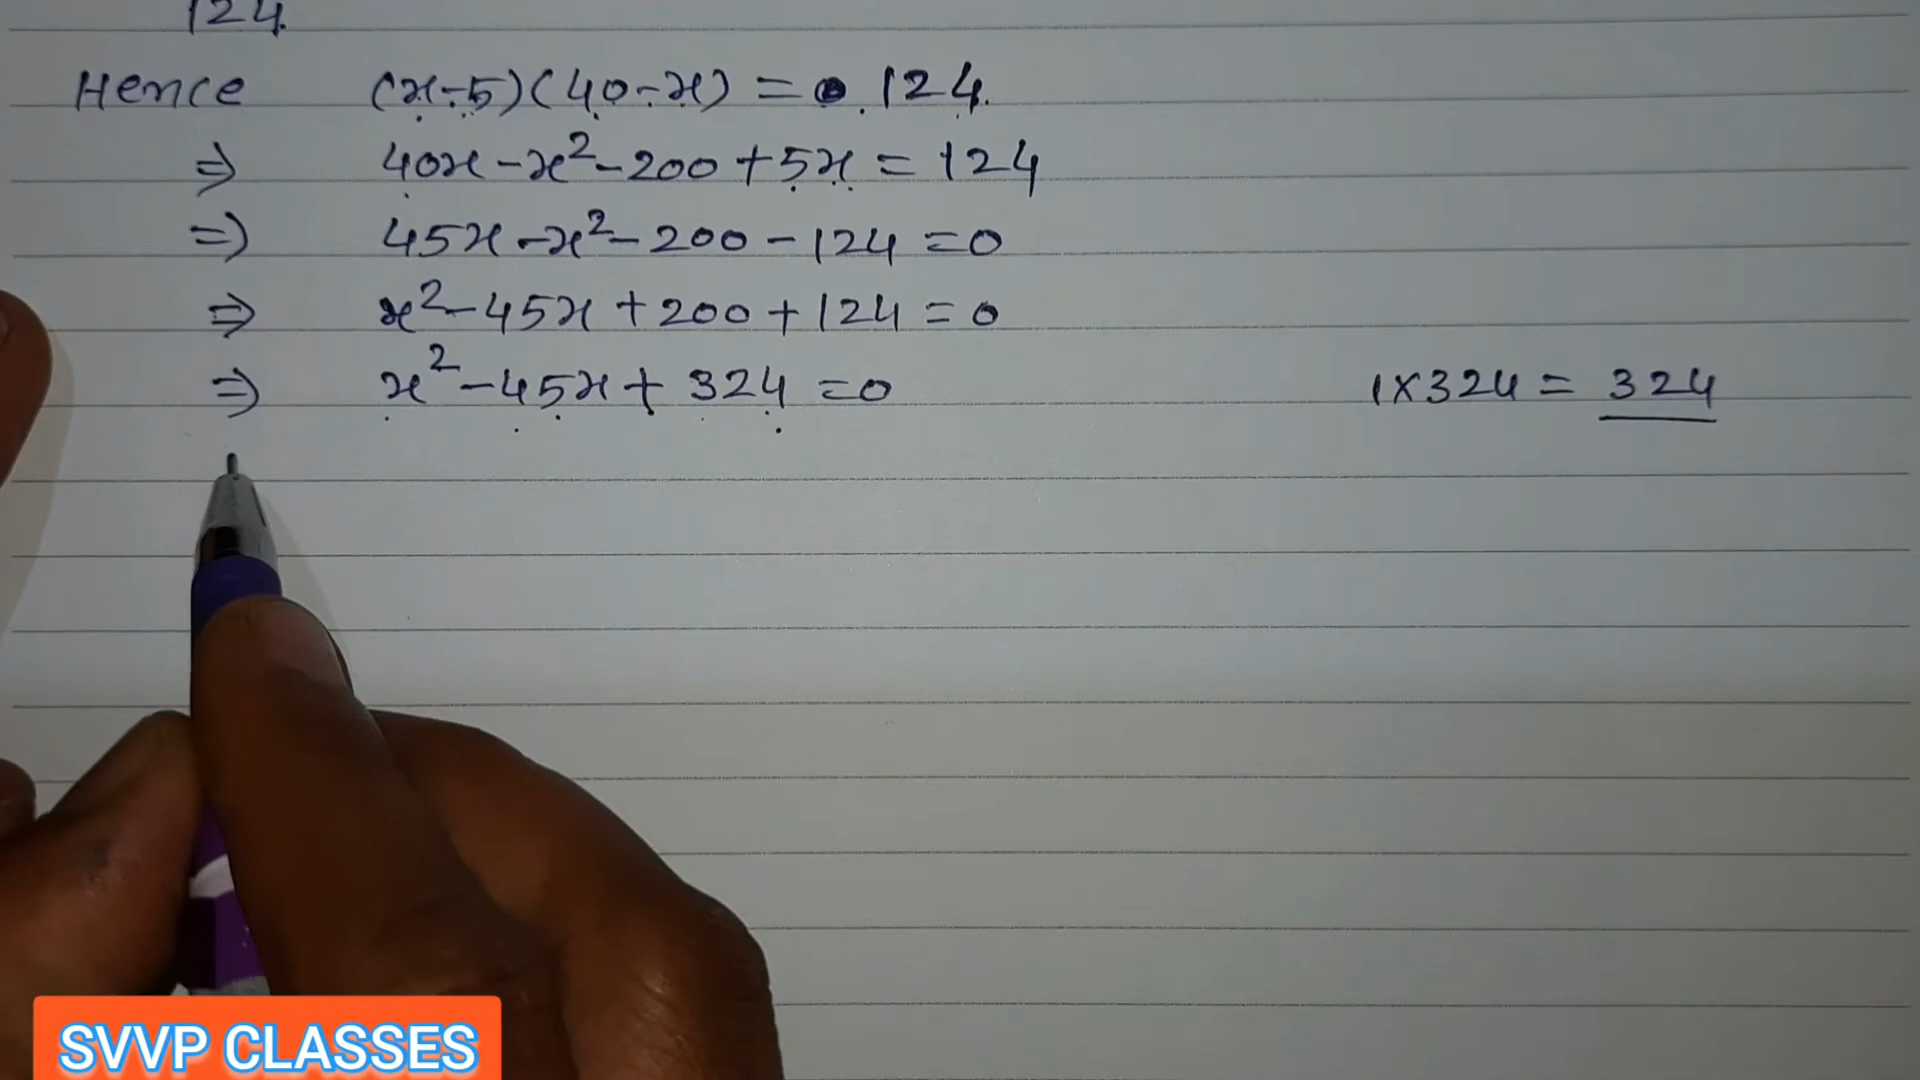 124.
Hence (x-5)(40-x) = 124.
⇒ 40x - x² - 200 + 5x = 124
⇒ 45x - x² - 200 - 124 = 0
⇒ x² - 45x + 200 + 124 = 0
⇒ x² - 45x + 324 = 0 1×324 = 324
SVVP CLASSES